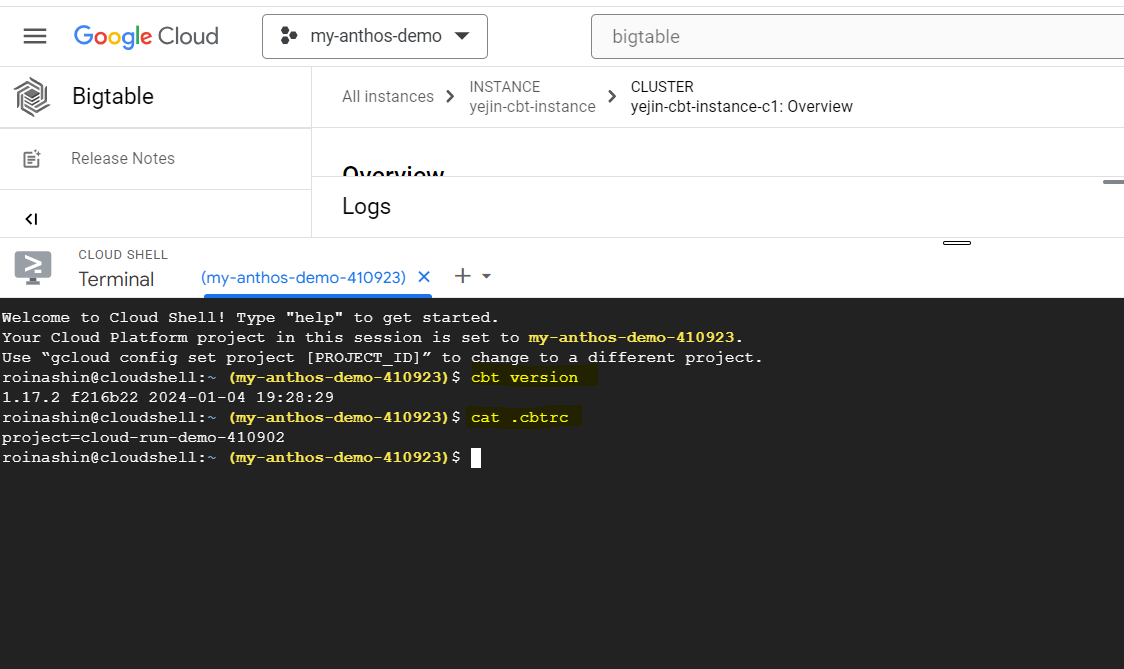 Google Cloud
my-anthos-demo
bigtable
Bigtable
All instances
INSTANCE
yejin-cbt-instance
CLUSTER
yejin-cbt-instance-c1: Overview
Release Notes
Overview
Logs
CLOUD SHELL
Terminal
(my-anthos-demo-410923)
Welcome to Cloud Shell! Type "help" to get started.
Your Cloud Platform project in this session is set to my-anthos-demo-410923.
Use “gcloud config set project [PROJECT_ID]” to change to a different project.
roinashin@cloudshell:~ (my-anthos-demo-410923)$ cbt version
1.17.2 f216b22 2024-01-04 19:28:29
roinashin@cloudshell:~ (my-anthos-demo-410923)$ cat .cbtrc
project=cloud-run-demo-410902
roinashin@cloudshell:~ (my-anthos-demo-410923)$